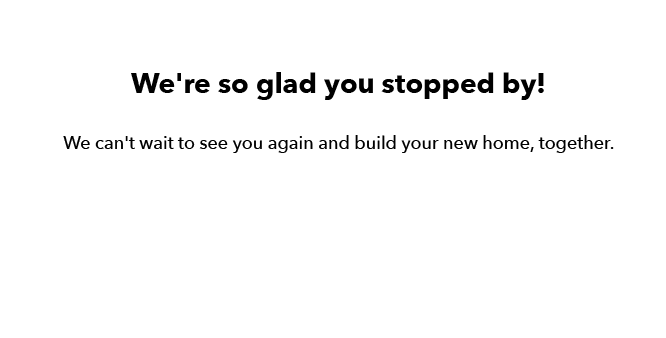 We're so glad you stopped by!
We can't wait to see you again and build your new home, together.